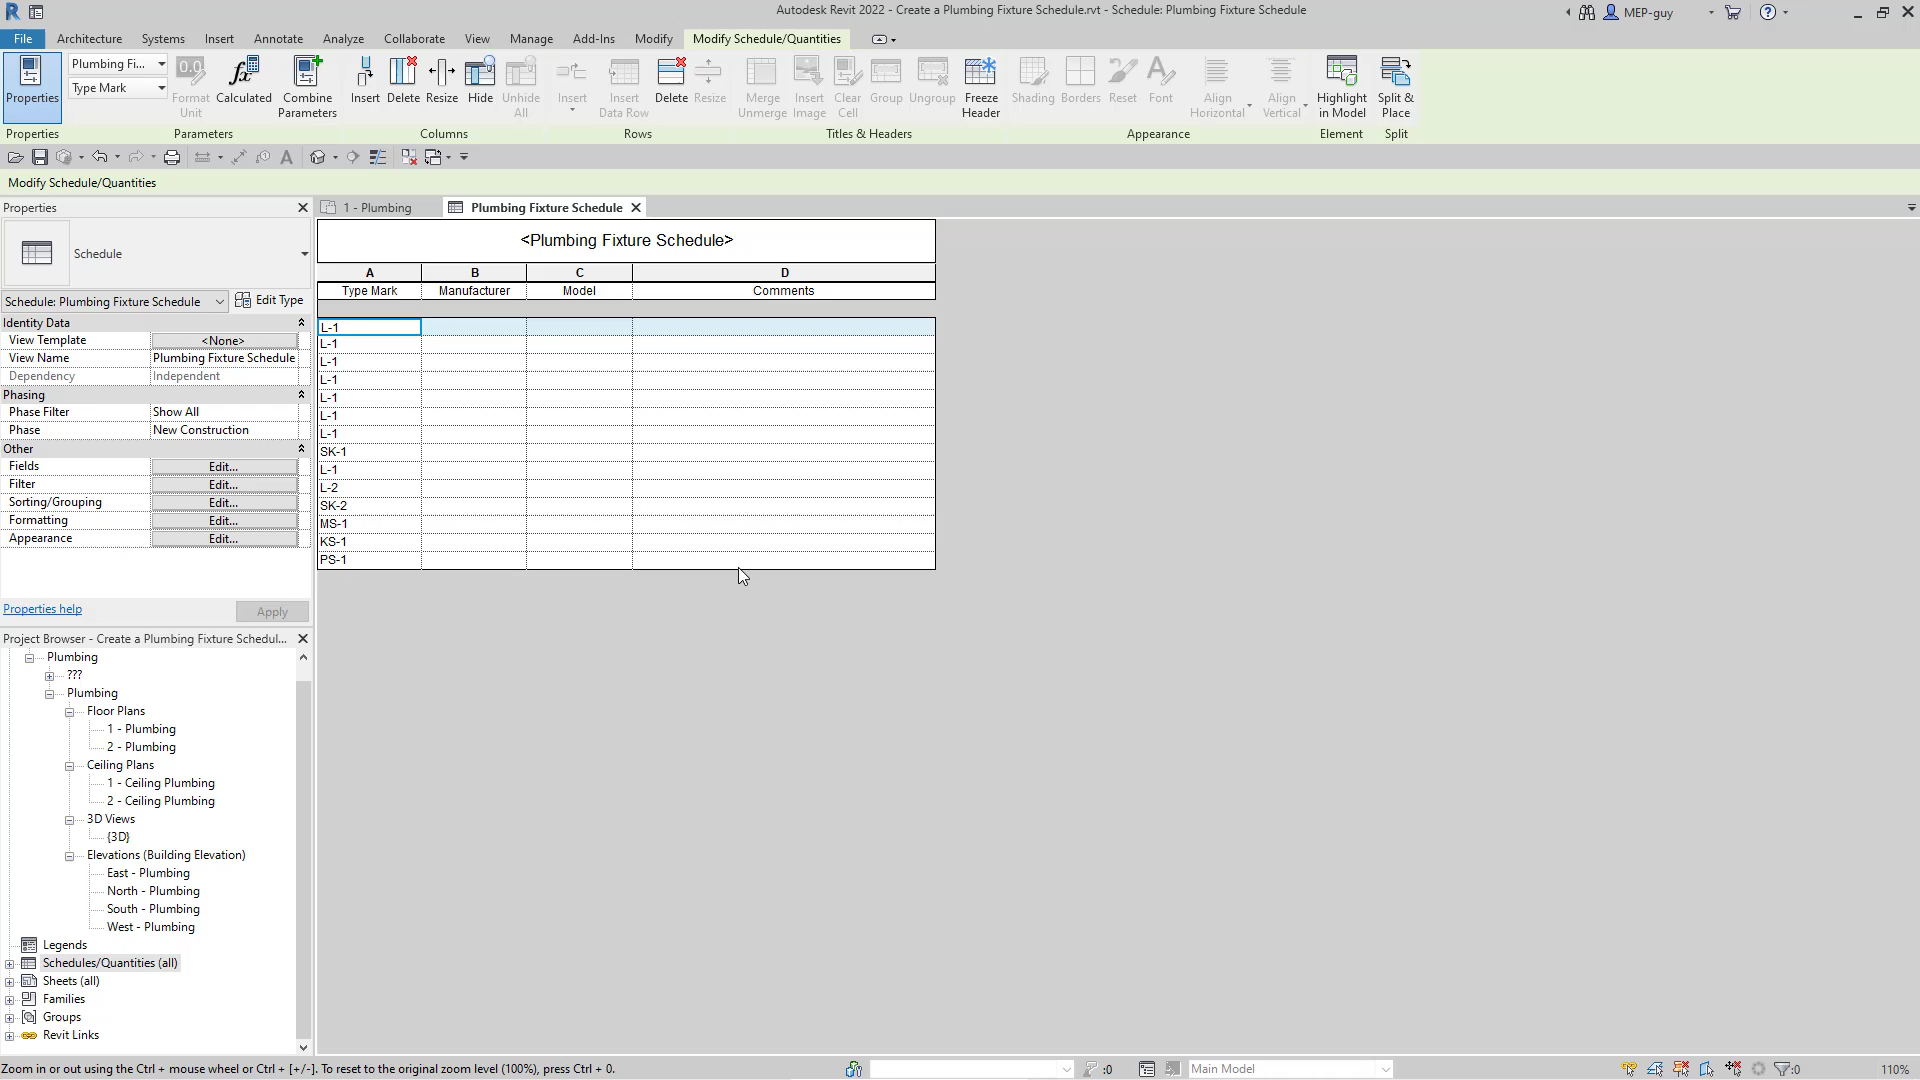 Autodesk Revit 2022 - Create a Plumbing Fixture Schedule.rvt - Schedule: Plumbing Fixture Schedule
MEP-guy
File
Architecture
Systems
Insert
Annotate
Analyze
Collaborate
View
Manage
Add-Ins
Modify
Modify Schedule/Quantities
Properties
Plumbing Fi...
Type Mark
0.0
Format
Unit
fx
Calculated
Combine
Parameters
Insert
Delete
Resize
Hide
Unhide
All
Insert
Insert
Data Row
Delete
Resize
Merge
Unmerge
Insert
Image
Clear
Cell
Group
Ungroup
Freeze
Header
Shading
Borders
Reset
Font
Align
Horizontal
Align
Vertical
Highlight
in Model
Split &
Place
Properties
Parameters
Columns
Rows
Titles & Headers
Appearance
Element
Split
Modify Schedule/Quantities
Properties
Schedule
Schedule: Plumbing Fixture Schedule
Edit Type
Identity Data
View Template
<None>
View Name
Plumbing Fixture Schedule
Dependency
Independent
Phasing
Phase Filter
Show All
Phase
New Construction
Other
Fields
Edit...
Filter
Edit...
Sorting/Grouping
Edit...
Formatting
Edit...
Appearance
Edit...
Properties help
Apply
Project Browser - Create a Plumbing Fixture Schedul...
Plumbing
???
Plumbing
Floor Plans
1 - Plumbing
2 - Plumbing
Ceiling Plans
1 - Ceiling Plumbing
2 - Ceiling Plumbing
3D Views
{3D}
Elevations (Building Elevation)
East - Plumbing
North - Plumbing
South - Plumbing
West - Plumbing
Legends
Schedules/Quantities (all)
Sheets (all)
Families
Groups
Revit Links
1 - Plumbing
Plumbing Fixture Schedule
<Plumbing Fixture Schedule>
A B C D
Type Mark Manufacturer Model Comments
L-1
L-1
L-1
L-1
L-1
L-1
L-1
SK-1
L-1
L-2
SK-2
MS-1
KS-1
PS-1
Zoom in or out using the Ctrl + mouse wheel or Ctrl + [+/-]. To reset to the original zoom level (100%), press Ctrl + 0.
:0
Main Model
:0
110%